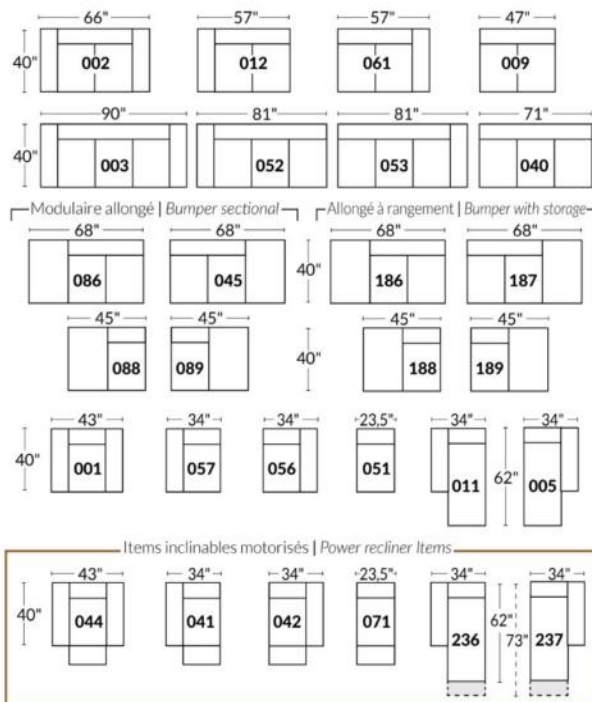 66" 57" 57" 47"
40" 002 012 061 009
90" 81" 81" 71"
40" 003 052 053 040
Modulaire allongé | Bumper sectional Allongé à rangement | Bumper with storage
68" 68" 68" 68"
086 045 40" 186 187
45" 45" 45" 45"
088 089 40" 188 189
43" 34" 34" 23,5" 34" 34"
40" 001 057 056 051 011 62" 005
Items inclinables motorisés | Power recliner Items
43" 34" 34" 23,5" 34" 34"
40" 044 041 042 071 236 62" 73" 237